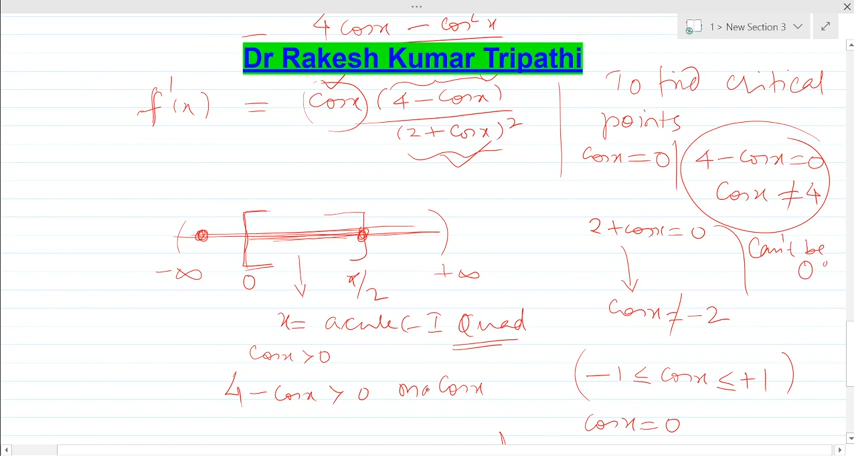 1 > New Section 3
= 4 cosx - cos²x
Dr Rakesh Kumar Tripathi
f'(x) = (cosx) (4 - cosx)
(2 + cosx)²
To find critical
points
cosx = 0
4 - cosx = 0
cosx ≠ 4
2 + cosx = 0
can't be
0
cosx ≠ -2
-∞ 0 π/2 +∞
x = acute I Quad
cosx > 0
4 - cosx > 0 cosx
(-1 ≤ cosx ≤ +1)
cosx = 0